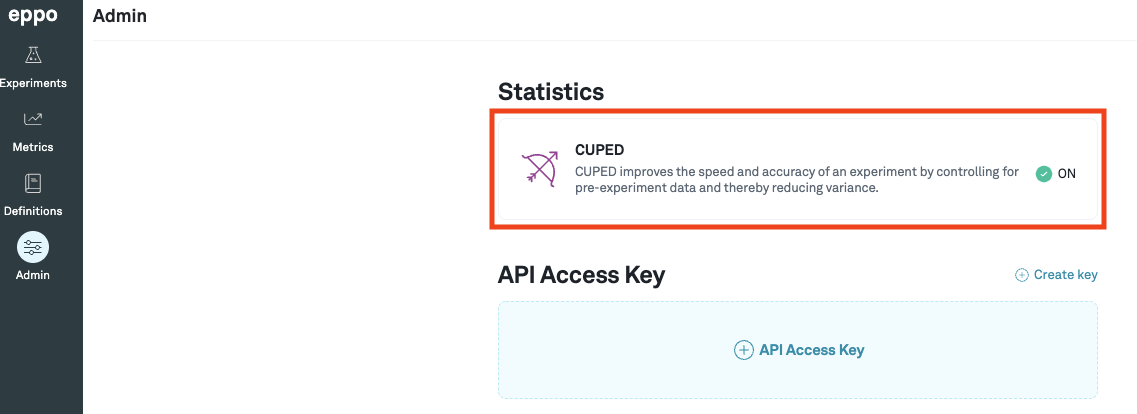 eppo
Admin
Experiments
Metrics
Definitions
Admin
Statistics
CUPED
CUPED improves the speed and accuracy of an experiment by controlling for
pre-experiment data and thereby reducing variance.
ON
API Access Key
Create key
API Access Key